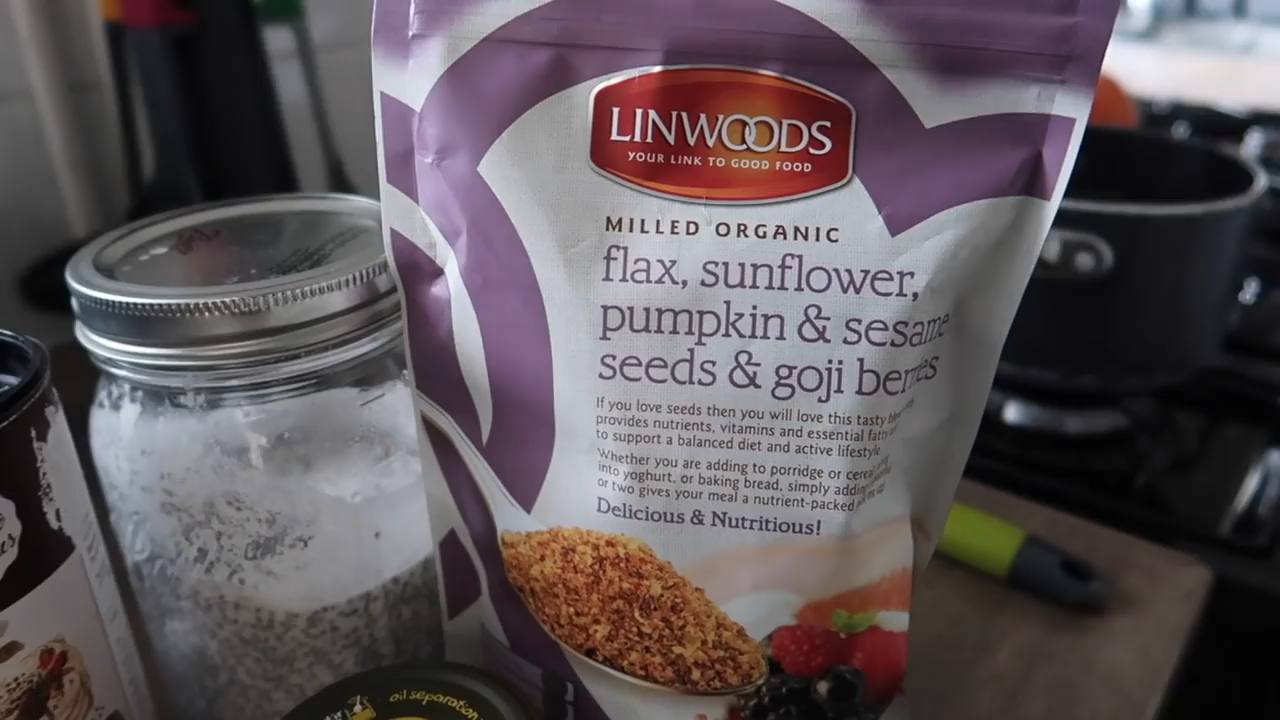 LINWOODS
YOUR LINK TO GOOD FOOD
MILLED ORGANIC
flax, sunflower,
pumpkin & sesame
seeds & goji berries
If you love seeds then you will love this tasty
provides nutrients, vitamins and essential fatty
to support a balanced diet and active lifestyle
Whether you are adding to porridge or cereal,
into yoghurt, or baking bread, simply adding
or two gives your meal a nutrient-packed
Delicious & Nutritious!
oil separation